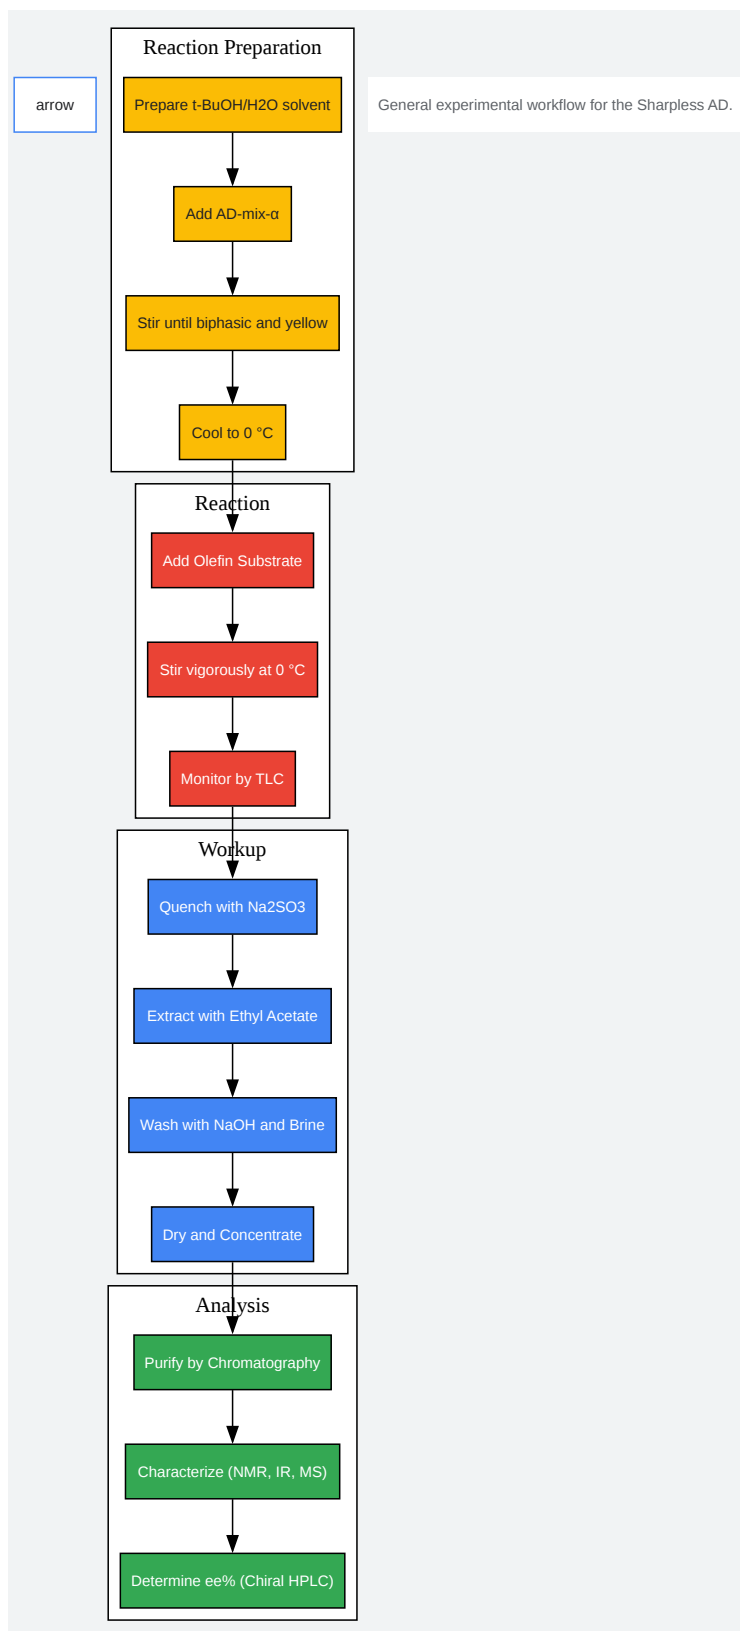 Reaction Preparation
arrow
Prepare t-BuOH/H2O solvent
General experimental workflow for the Sharpless AD.
Add AD-mix-α
Stir until biphasic and yellow
Cool to 0 °C
Reaction
Add Olefin Substrate
Stir vigorously at 0 °C
Monitor by TLC
Workup
Quench with Na2SO3
Extract with Ethyl Acetate
Wash with NaOH and Brine
Dry and Concentrate
Analysis
Purify by Chromatography
Characterize (NMR, IR, MS)
Determine ee% (Chiral HPLC)